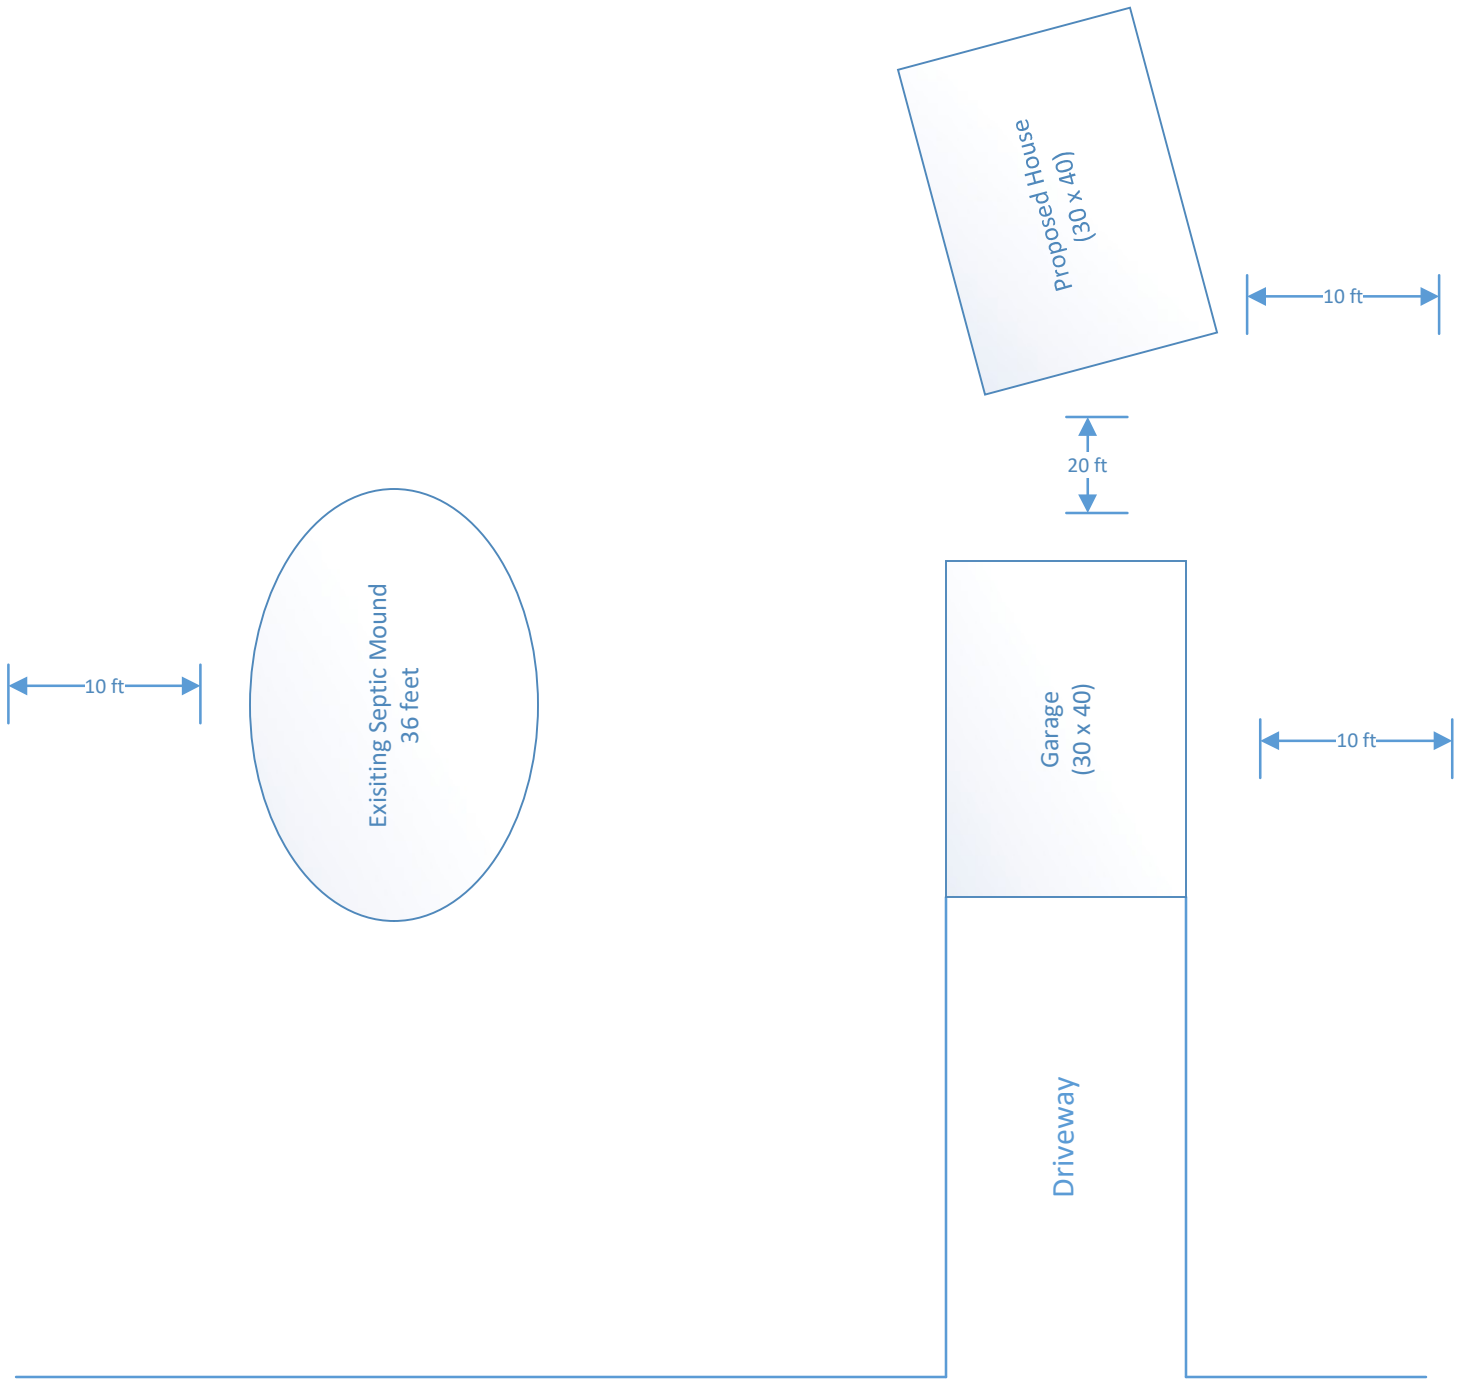 Proposed House
(30 x 40)
10 ft
20 ft
Exisiting Septic Mound
36 feet
10 ft
Garage
(30 x 40)
10 ft
Driveway